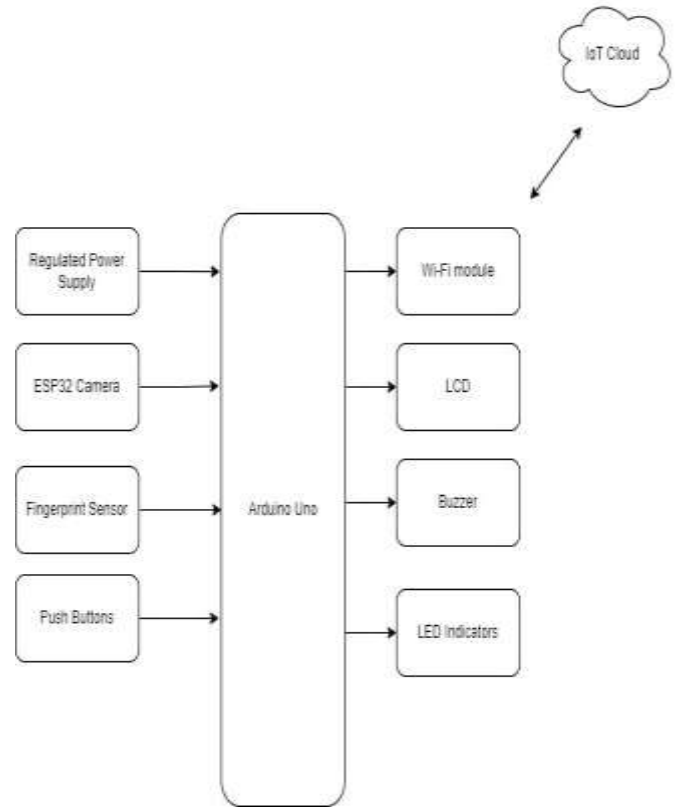 IoT Cloud
Regulated Power
Supply
Wi-Fi module
ESP32 Camera
LCD
Fingerprint Sensor
Arduino Uno
Buzzer
Push Buttons
LED Indicators